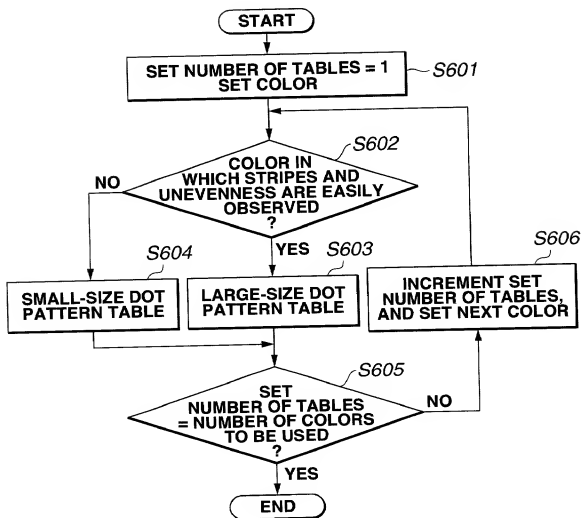 START
SET NUMBER OF TABLES = 1
SET COLOR
S601
S602
COLOR IN
WHICH STRIPES AND
UNEVENNESS ARE EASILY
OBSERVED
?
NO
YES
S604
SMALL-SIZE DOT
PATTERN TABLE
S603
LARGE-SIZE DOT
PATTERN TABLE
S606
INCREMENT SET
NUMBER OF TABLES,
AND SET NEXT COLOR
S605
SET
NUMBER OF TABLES
= NUMBER OF COLORS
TO BE USED
?
NO
YES
END